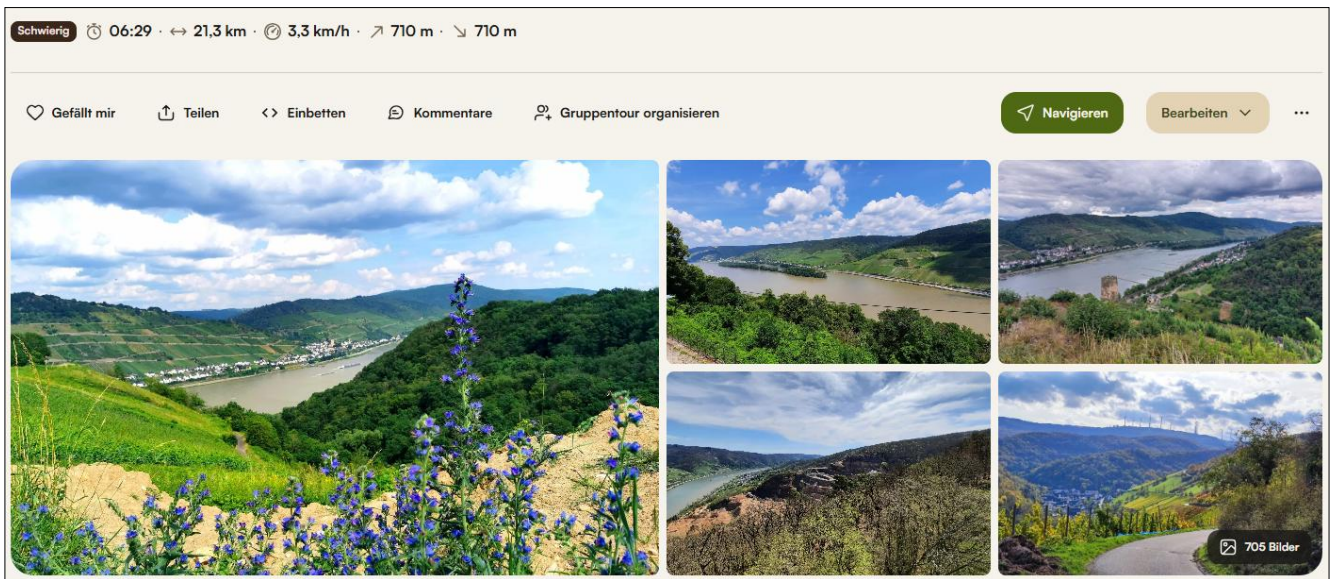 Schwierig 06:29 · 21,3 km · 3,3 km/h · 710 m · 710 m
Gefällt mir Teilen Einbetten Kommentare Gruppentour organisieren Navigieren Bearbeiten
705 Bilder